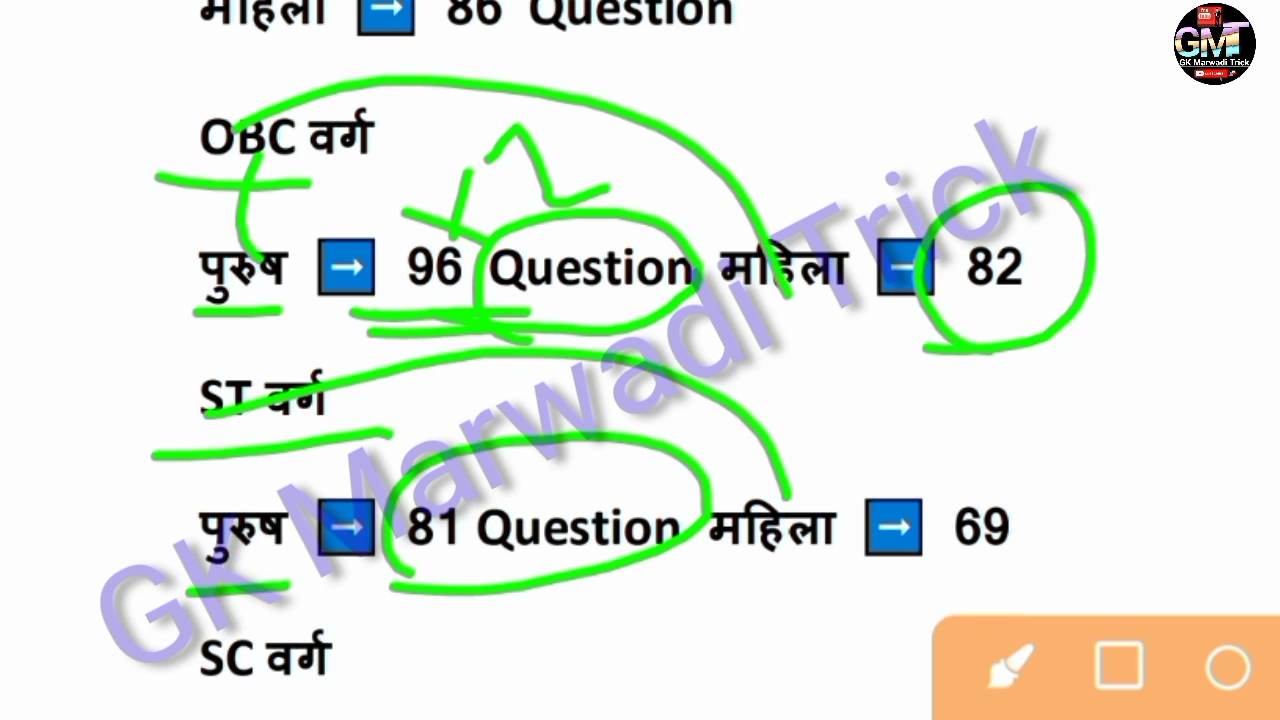 महिला → 86 Question
GMT
GK Marwadi Trick
OBC वर्ग
पुरुष → 96 Question महिला → 82
ST वर्ग
पुरुष → 81 Question महिला → 69
SC वर्ग
GK Marwadi Trick